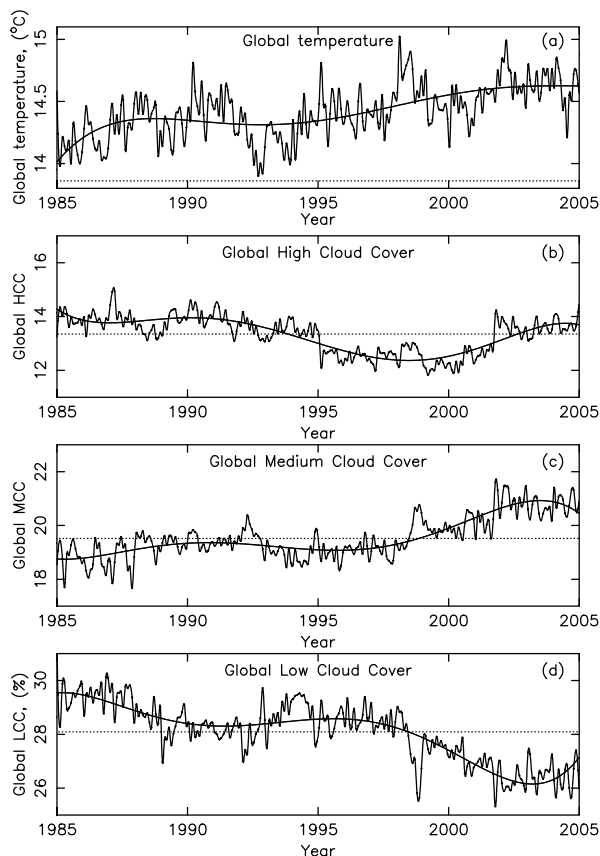 Global temperature
(a)
Global temperature, (°C)
15
14.5
14
1985 1990 1995 2000 2005
Year
Global High Cloud Cover
(b)
Global HCC
16
14
12
1985 1990 1995 2000 2005
Year
Global Medium Cloud Cover
(c)
Global MCC
22
20
18
1985 1990 1995 2000 2005
Year
Global Low Cloud Cover
(d)
Global LCC, (%)
30
28
26
1985 1990 1995 2000 2005
Year